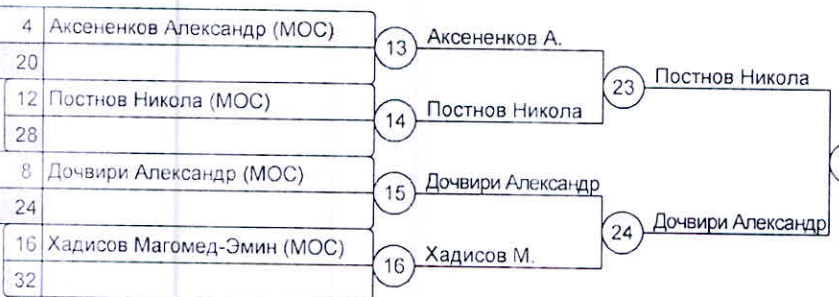 4 Аксененков Александр (МОС)
20
13
Аксененков А.
12 Постнов Никола (МОС)
28
14
Постнов Никола
23
Постнов Никола
8 Дочвири Александр (МОС)
24
15
Дочвири Александр
16 Хадисов Магомед-Эмин (МОС)
32
16
Хадисов М.
24
Дочвири Александр